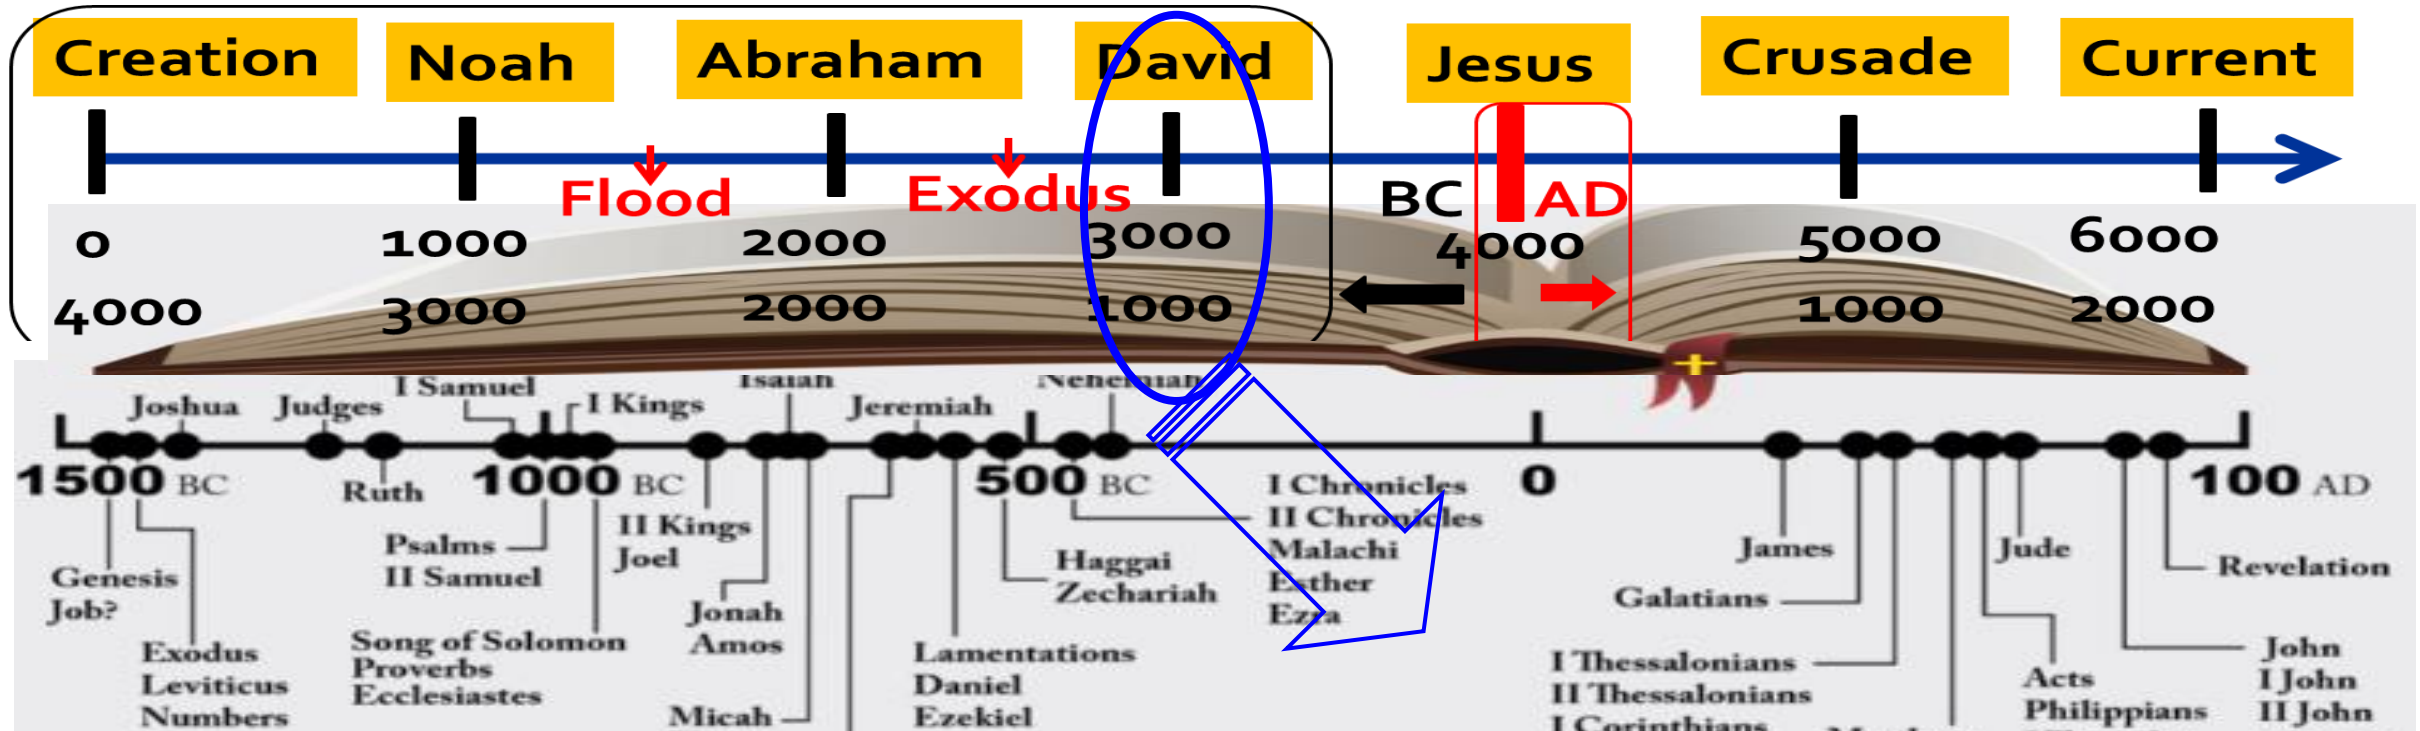 Creation Noah Abraham David Jesus Crusade Current
Flood Exodus BC AD
0 1000 2000 3000 4000 5000 6000
4000 3000 2000 1000 1000 2000
I Samuel Isaiah Nehemiah
Joshua Judges I Kings Jeremiah
1500 BC 1000 BC 500 BC 0 100 AD
Ruth
I Chronicles
II Chronicles
Malachi
Esther
Ezra
II Kings
Joel
Psalms
II Samuel
Haggai
Zechariah
James
Jude
Revelation
Genesis
Job?
Galatians
Jonah
Amos
Song of Solomon
Proverbs
Ecclesiastes
Exodus
Leviticus
Numbers
Lamentations
Daniel
Ezekiel
Micah
I Thessalonians
II Thessalonians
I Corinthians
Acts
Philippians
John
I John
II John